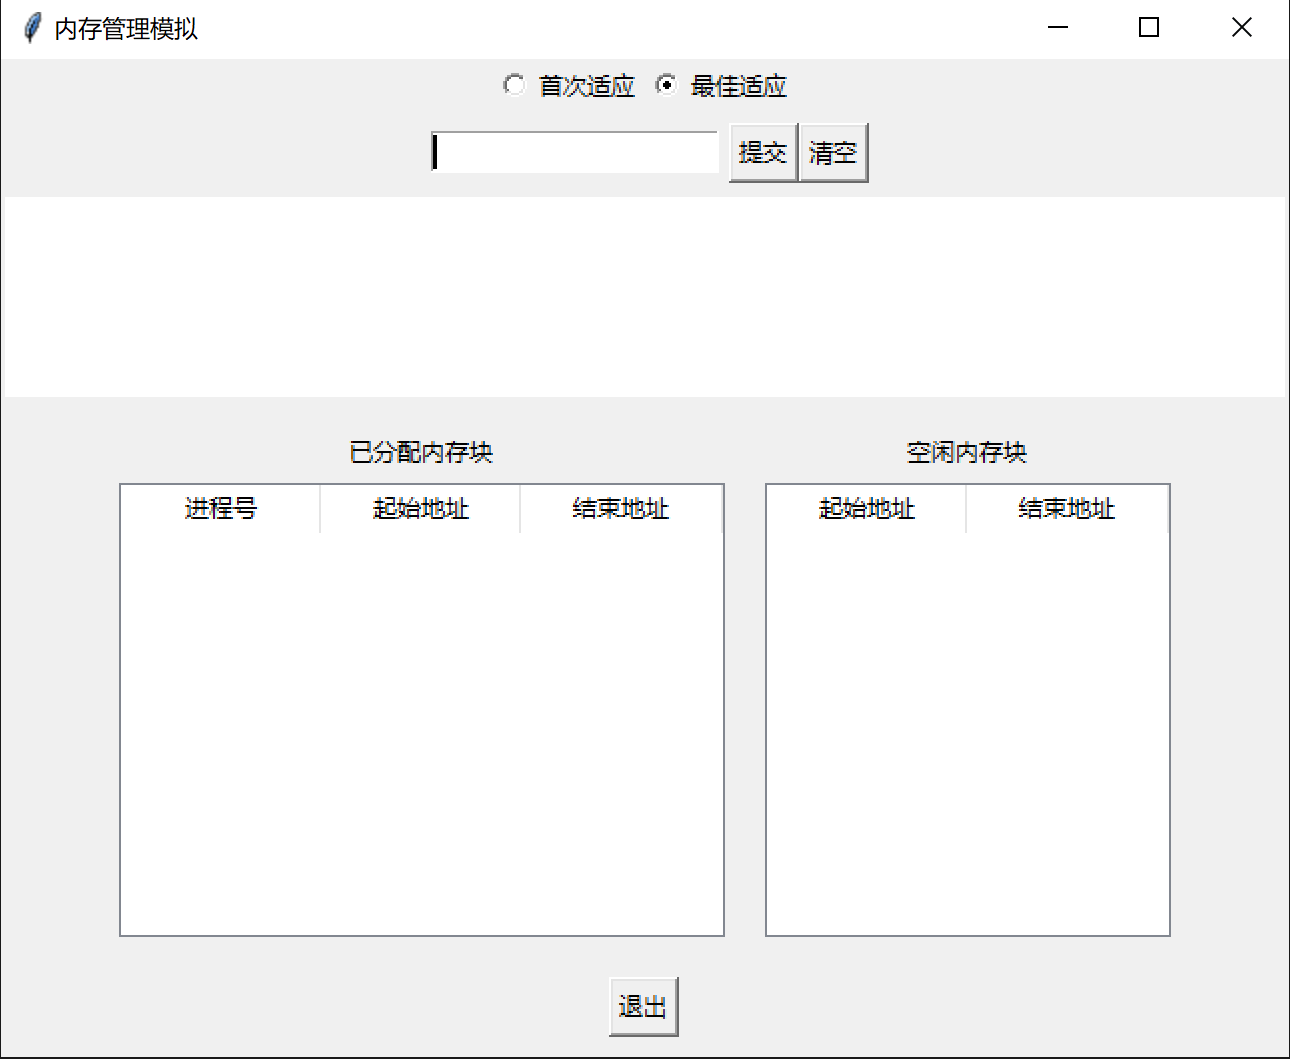 内存管理模拟
首次适应 最佳适应
提交 清空
已分配内存块 空闲内存块
进程号 起始地址 结束地址 起始地址 结束地址
退出